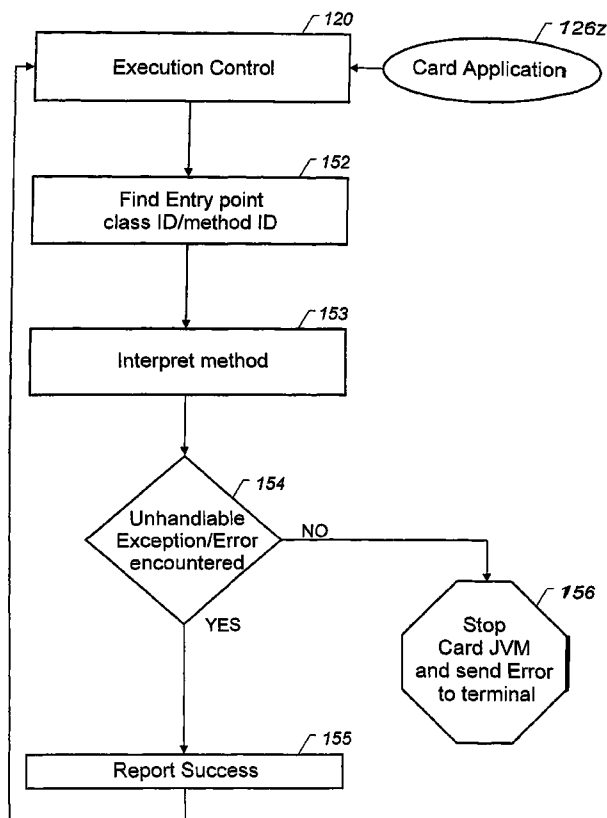 120
Execution Control
126z
Card Application
152
Find Entry point
class ID/method ID
153
Interpret method
154
Unhandiable
Exception/Error
encountered
NO
YES
156
Stop
Card JVM
and send Error
to terminal
155
Report Success